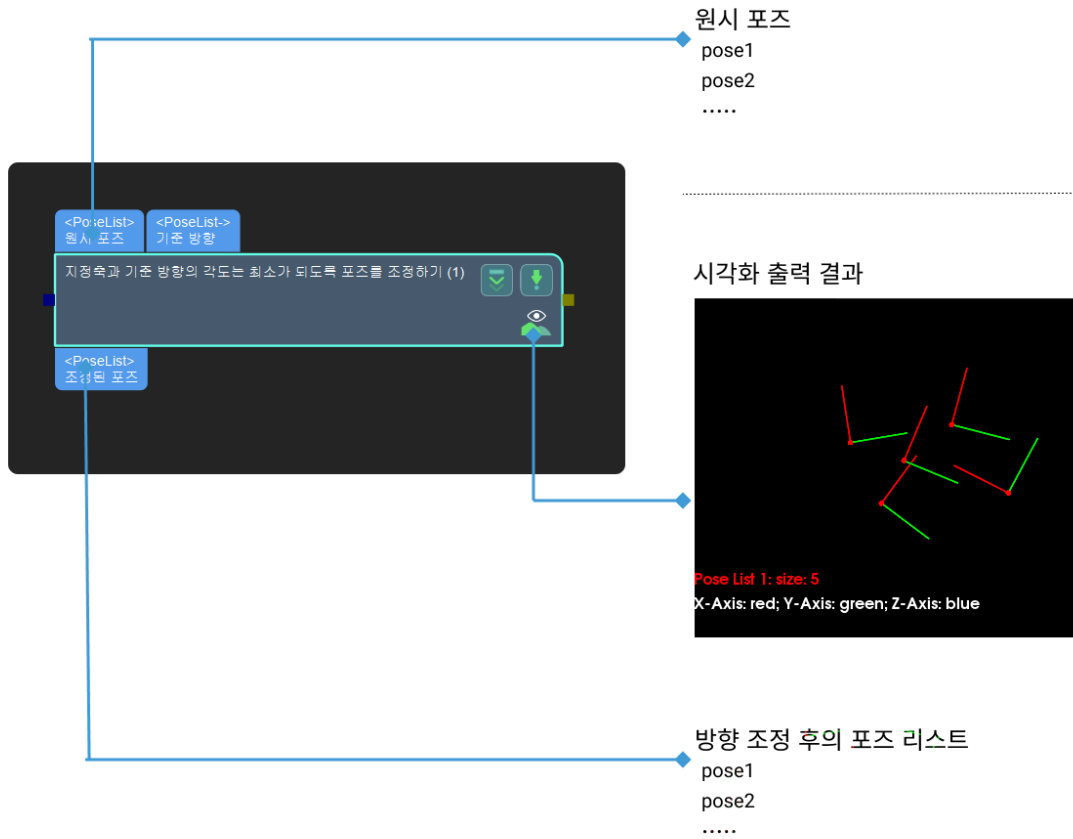 원시 포즈
pose1
pose2
.....
<PoseList>
원시 포즈
<PoseList->
기준 방향
지정축과 기준 방향의 각도는 최소가 되도록 포즈를 조정하기 (1)
<PoseList>
조정된 포즈
시각화 출력 결과
Pose List 1: size: 5
X-Axis: red; Y-Axis: green; Z-Axis: blue
방향 조정 후의 포즈 리스트
pose1
pose2
.....